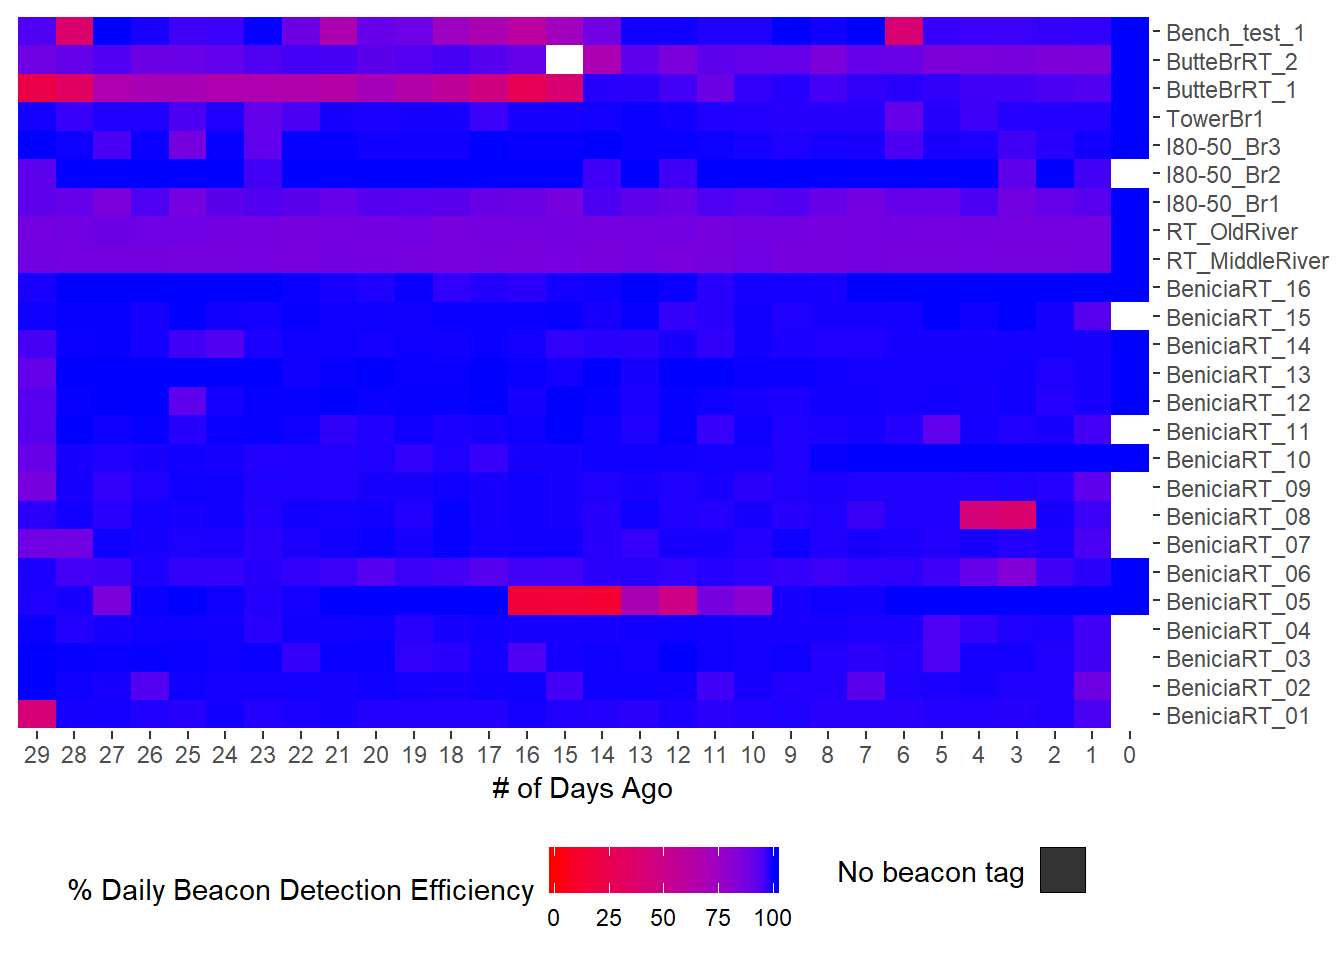 Bench_test_1
ButteBrRT_2
ButteBrRT_1
TowerBr1
I80-50_Br3
I80-50_Br2
I80-50_Br1
RT_OldRiver
RT_MiddleRiver
BeniciaRT_16
BeniciaRT_15
BeniciaRT_14
BeniciaRT_13
BeniciaRT_12
BeniciaRT_11
BeniciaRT_10
BeniciaRT_09
BeniciaRT_08
BeniciaRT_07
BeniciaRT_06
BeniciaRT_05
BeniciaRT_04
BeniciaRT_03
BeniciaRT_02
BeniciaRT_01
29 28 27 26 25 24 23 22 21 20 19 18 17 16 15 14 13 12 11 10 9 8 7 6 5 4 3 2 1 0
# of Days Ago
% Daily Beacon Detection Efficiency
0 25 50 75 100
No beacon tag